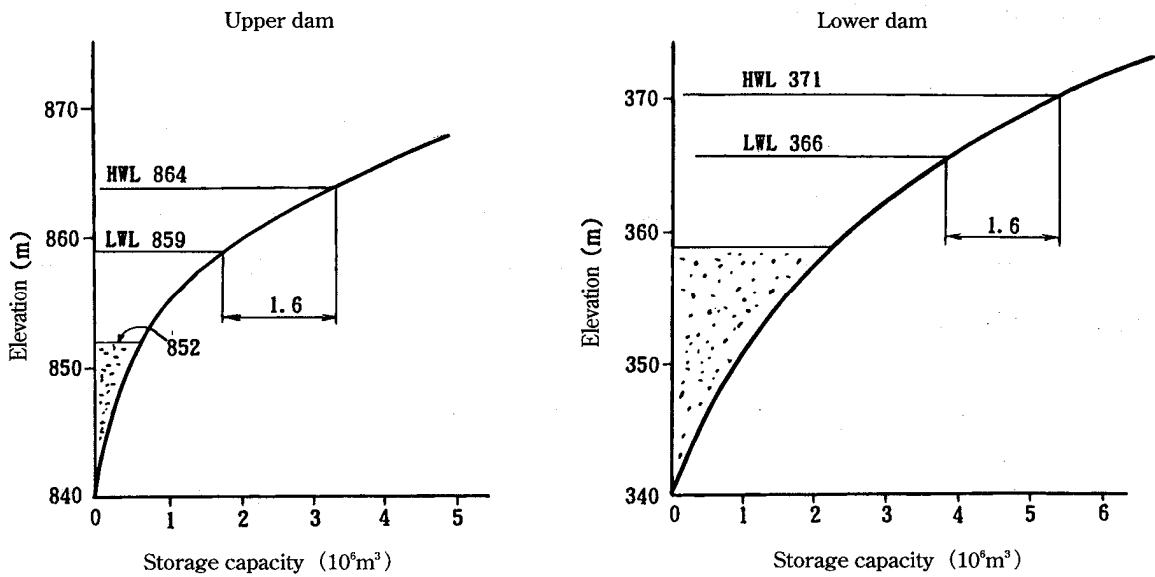 Upper dam
870
HWL 864
860
LWL 859
1.6
852
850
840
0 1 2 3 4 5
Elevation (m)
Storage capacity (10⁶m³)
Lower dam
HWL 371
370
LWL 366
360
1.6
350
340
0 1 2 3 4 5 6
Elevation (m)
Storage capacity (10⁶m³)